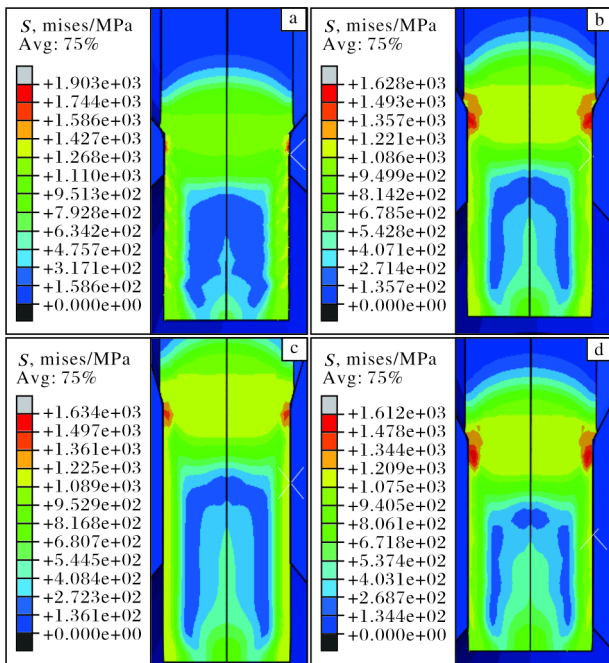 a
S, mises/MPa
Avg: 75%
+1.903e+03
+1.744e+03
+1.586e+03
+1.427e+03
+1.268e+03
+1.110e+03
+9.513e+02
+7.928e+02
+6.342e+02
+4.757e+02
+3.171e+02
+1.586e+02
+0.000e+00
b
S, mises/MPa
Avg: 75%
+1.628e+03
+1.493e+03
+1.357e+03
+1.221e+03
+1.086e+03
+9.499e+02
+8.142e+02
+6.785e+02
+5.428e+02
+4.071e+02
+2.714e+02
+1.357e+02
+0.000e+00
c
S, mises/MPa
Avg: 75%
+1.634e+03
+1.497e+03
+1.361e+03
+1.225e+03
+1.089e+03
+9.529e+02
+8.168e+02
+6.807e+02
+5.445e+02
+4.084e+02
+2.723e+02
+1.361e+02
+0.000e+00
d
S, mises/MPa
Avg: 75%
+1.612e+03
+1.478e+03
+1.344e+03
+1.209e+03
+1.075e+03
+9.405e+02
+8.061e+02
+6.718e+02
+5.374e+02
+4.031e+02
+2.687e+02
+1.344e+02
+0.000e+00